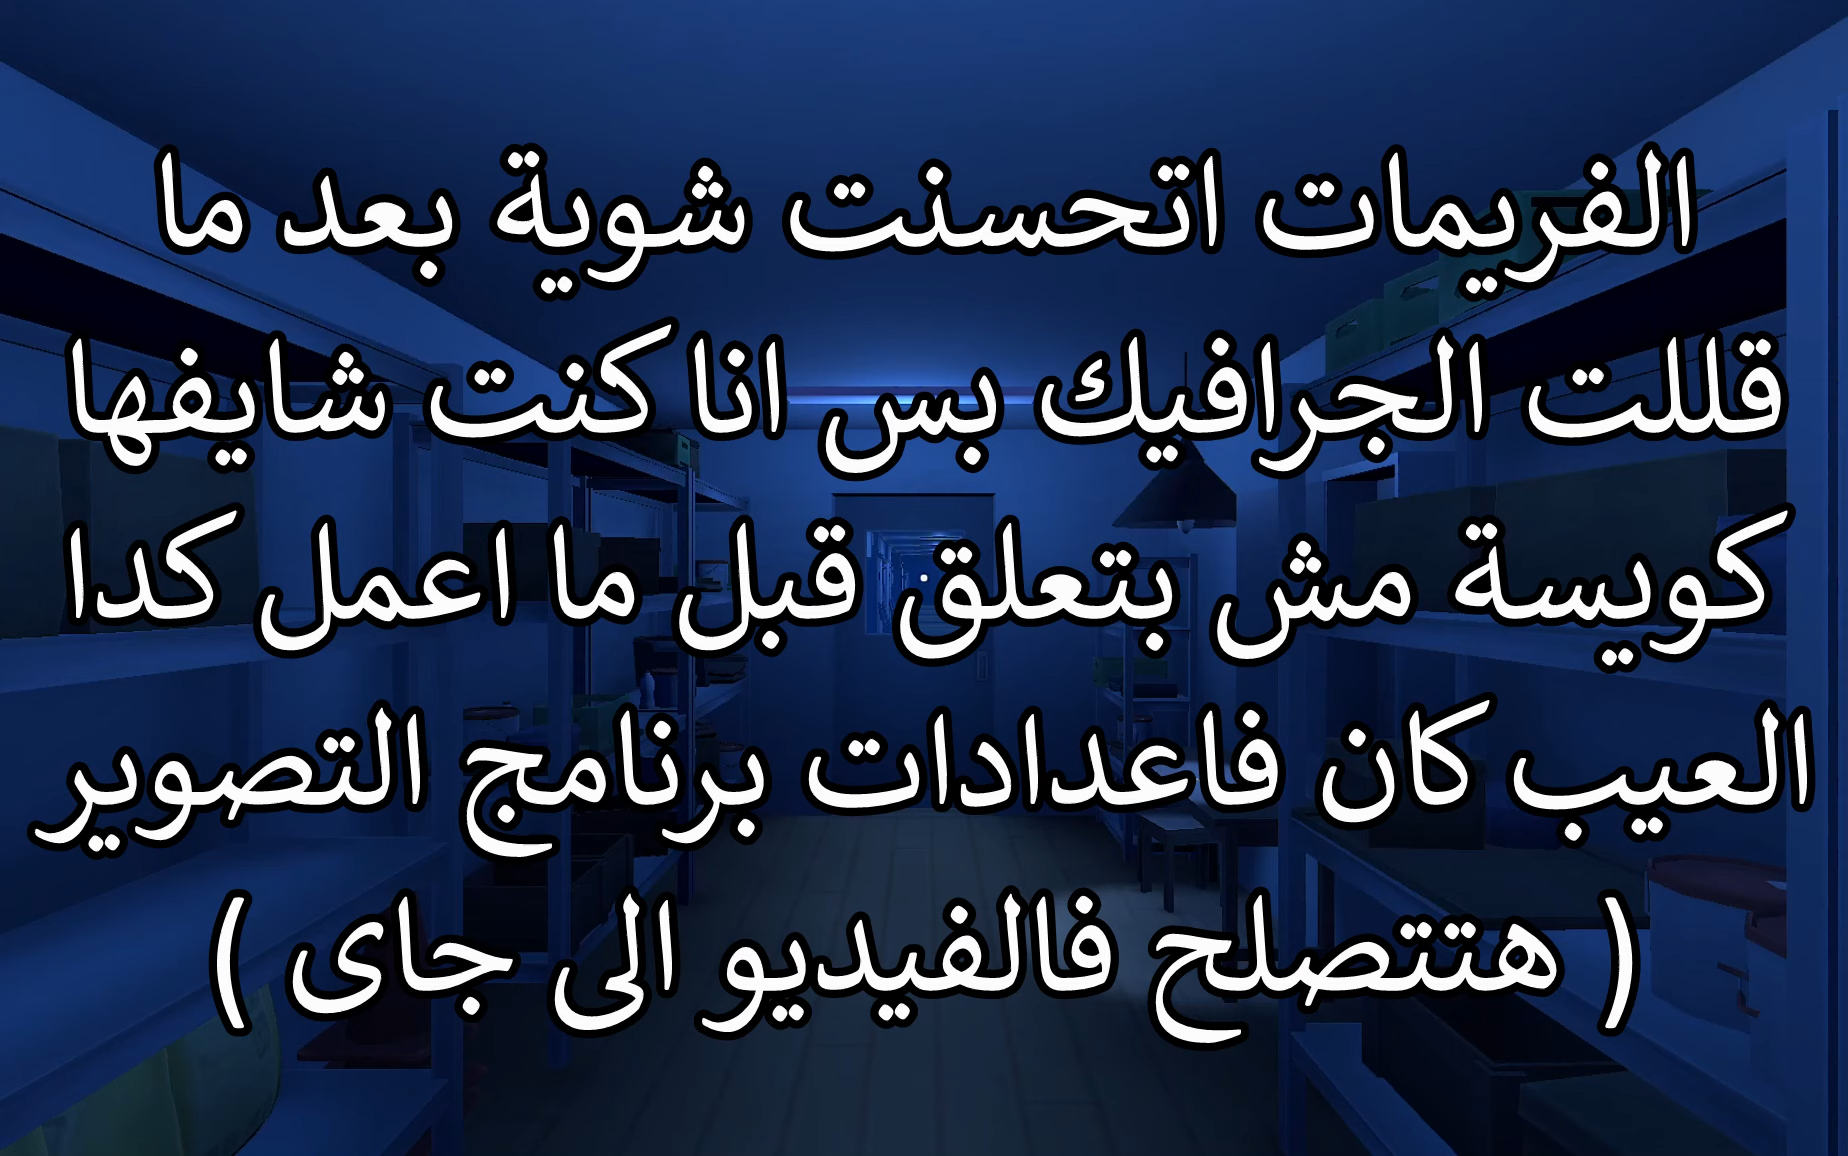 الفريمات اتحسنت شوية بعد ما
قللت الجرافيك بس انا كنت شايفها
كويسة مش بتعلق قبل ما اعمل كدا
العيب كان فاعدادات برنامج التصوير
( هتتصلح فالفيديو الى جاى )